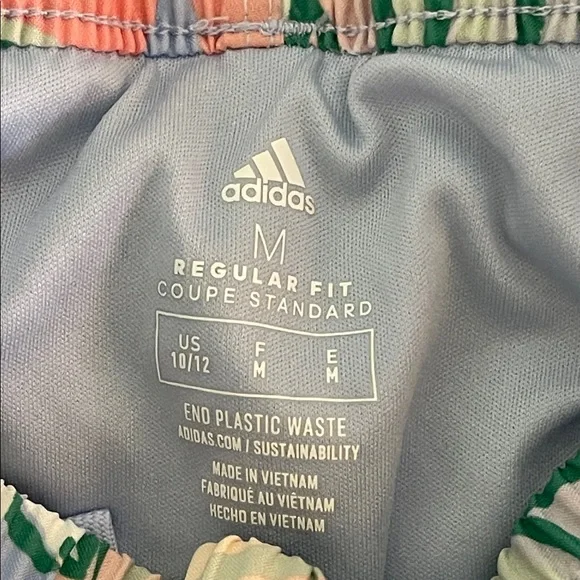 adidas
M
REGULAR FIT
COUPE STANDARD
US F E
10/12 M M
END PLASTIC WASTE
ADIDAS.COM / SUSTAINABILITY
MADE IN VIETNAM
FABRIQUÉ AU VIÊTNAM
HECHO EN VIETNAM